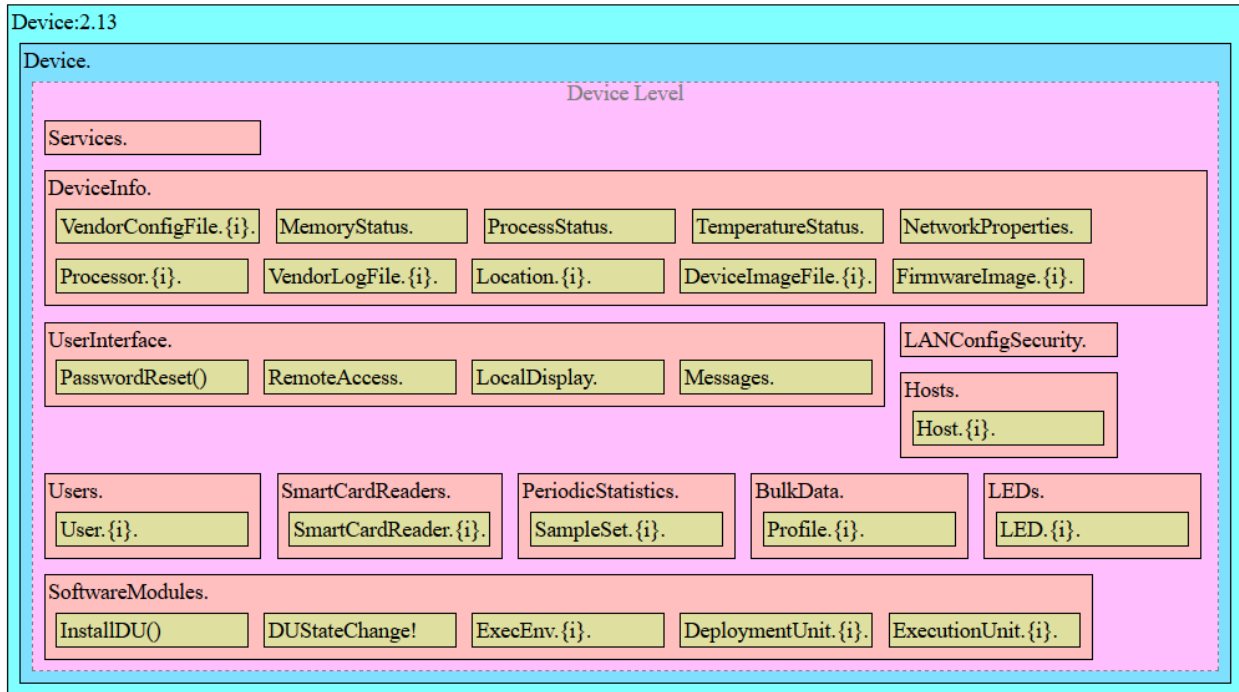 Device:2.13
Device.
Device Level
Services.
DeviceInfo.
VendorConfigFile.{i}. MemoryStatus. ProcessStatus. TemperatureStatus. NetworkProperties.
Processor.{i}. VendorLogFile.{i}. Location.{i}. DeviceImageFile.{i}. FirmwareImage.{i}.
UserInterface.
PasswordReset() RemoteAccess. LocalDisplay. Messages.
LANConfigSecurity.
Hosts.
Host.{i}.
Users. SmartCardReaders. PeriodicStatistics. BulkData. LEDs.
User.{i}. SmartCardReader.{i}. SampleSet.{i}. Profile.{i}. LED.{i}.
SoftwareModules.
InstallDU() DUStateChange! ExecEnv.{i}. DeploymentUnit.{i}. ExecutionUnit.{i}.